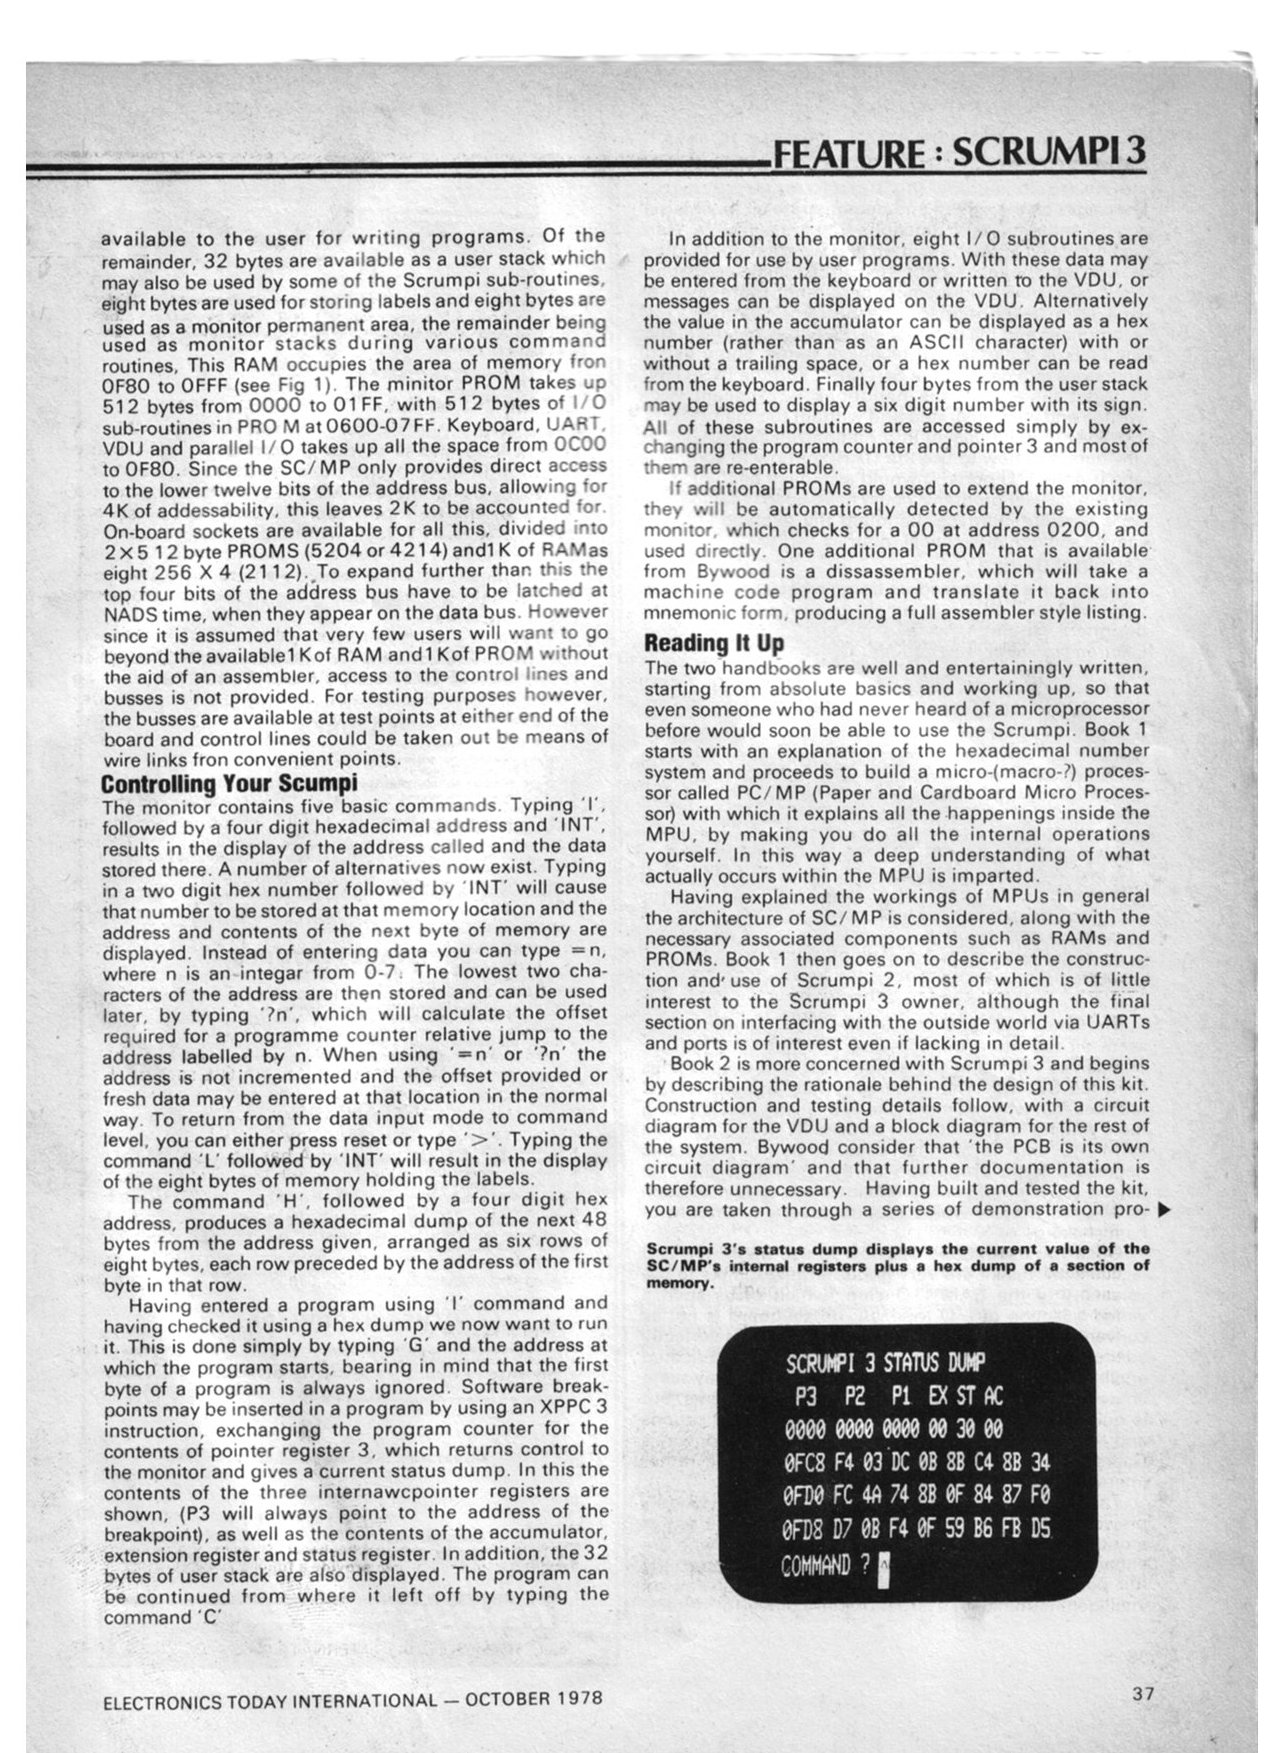 FEATURE : SCRUMPI 3
available to the user for writing programs. Of the
remainder, 32 bytes are available as a user stack which
may also be used by some of the Scrumpi sub-routines,
eight bytes are used for storing labels and eight bytes are
used as a monitor permanent area, the remainder being
used as monitor stacks during various command
routines, This RAM occupies the area of memory fron
0F80 to 0FFF (see Fig 1). The minitor PROM takes up
512 bytes from 0000 to 01FF, with 512 bytes of I/O
sub-routines in PRO M at 0600-07FF. Keyboard, UART,
VDU and parallel I/O takes up all the space from 0C00
to 0F80. Since the SC/MP only provides direct access
to the lower twelve bits of the address bus, allowing for
4K of addessability, this leaves 2K to be accounted for.
On-board sockets are available for all this, divided into
2X5 12 byte PROMS (5204 or 4214) and1K of RAMas
eight 256 X 4 (2112). To expand further than this the
top four bits of the address bus have to be latched at
NADS time, when they appear on the data bus. However
since it is assumed that very few users will want to go
beyond the available1Kof RAM and1Kof PROM without
the aid of an assembler, access to the control lines and
busses is not provided. For testing purposes however,
the busses are available at test points at either end of the
board and control lines could be taken out be means of
wire links fron convenient points.
Controlling Your Scumpi
The monitor contains five basic commands. Typing 'I',
followed by a four digit hexadecimal address and 'INT',
results in the display of the address called and the data
stored there. A number of alternatives now exist. Typing
in a two digit hex number followed by 'INT' will cause
that number to be stored at that memory location and the
address and contents of the next byte of memory are
displayed. Instead of entering data you can type =n,
where n is an integar from 0-7. The lowest two cha-
racters of the address are then stored and can be used
later, by typing '?n', which will calculate the offset
required for a programme counter relative jump to the
address labelled by n. When using '=n' or '?n' the
address is not incremented and the offset provided or
fresh data may be entered at that location in the normal
way. To return from the data input mode to command
level, you can either press reset or type '>'. Typing the
command 'L' followed by 'INT' will result in the display
of the eight bytes of memory holding the labels.
The command 'H', followed by a four digit hex
address, produces a hexadecimal dump of the next 48
bytes from the address given, arranged as six rows of
eight bytes, each row preceded by the address of the first
byte in that row.
Having entered a program using 'I' command and
having checked it using a hex dump we now want to run
it. This is done simply by typing 'G' and the address at
which the program starts, bearing in mind that the first
byte of a program is always ignored. Software break-
points may be inserted in a program by using an XPPC 3
instruction, exchanging the program counter for the
contents of pointer register 3, which returns control to
the monitor and gives a current status dump. In this the
contents of the three internawcpointer registers are
shown, (P3 will always point to the address of the
breakpoint), as well as the contents of the accumulator,
extension register and status register. In addition, the 32
bytes of user stack are also displayed. The program can
be continued from where it left off by typing the
command 'C'
In addition to the monitor, eight I/O subroutines are
provided for use by user programs. With these data may
be entered from the keyboard or written to the VDU, or
messages can be displayed on the VDU. Alternatively
the value in the accumulator can be displayed as a hex
number (rather than as an ASCII character) with or
without a trailing space, or a hex number can be read
from the keyboard. Finally four bytes from the user stack
may be used to display a six digit number with its sign.
All of these subroutines are accessed simply by ex-
changing the program counter and pointer 3 and most of
them are re-enterable.
If additional PROMs are used to extend the monitor,
they will be automatically detected by the existing
monitor, which checks for a 00 at address 0200, and
used directly. One additional PROM that is available
from Bywood is a dissassembler, which will take a
machine code program and translate it back into
mnemonic form, producing a full assembler style listing.
Reading It Up
The two handbooks are well and entertainingly written,
starting from absolute basics and working up, so that
even someone who had never heard of a microprocessor
before would soon be able to use the Scrumpi. Book 1
starts with an explanation of the hexadecimal number
system and proceeds to build a micro-(macro-?) proces-
sor called PC/MP (Paper and Cardboard Micro Proces-
sor) with which it explains all the happenings inside the
MPU, by making you do all the internal operations
yourself. In this way a deep understanding of what
actually occurs within the MPU is imparted.
Having explained the workings of MPUs in general
the architecture of SC/MP is considered, along with the
necessary associated components such as RAMs and
PROMs. Book 1 then goes on to describe the construc-
tion and use of Scrumpi 2, most of which is of little
interest to the Scrumpi 3 owner, although the final
section on interfacing with the outside world via UARTs
and ports is of interest even if lacking in detail.
Book 2 is more concerned with Scrumpi 3 and begins
by describing the rationale behind the design of this kit.
Construction and testing details follow, with a circuit
diagram for the VDU and a block diagram for the rest of
the system. Bywood consider that 'the PCB is its own
circuit diagram' and that further documentation is
therefore unnecessary. Having built and tested the kit,
you are taken through a series of demonstration pro- ▶
Scrumpi 3's status dump displays the current value of the
SC/MP's internal registers plus a hex dump of a section of
memory.
SCRUMPI 3 STATUS DUMP
P3 P2 P1 EX ST AC
0000 0000 0000 00 30 00
0FC8 F4 03 DC 0B 8B C4 8B 34
0FD0 FC 4A 74 8B 0F 84 87 F0
0FD8 D7 0B F4 0F 59 B6 FB D5
COMMAND ? ^
ELECTRONICS TODAY INTERNATIONAL — OCTOBER 1978
37